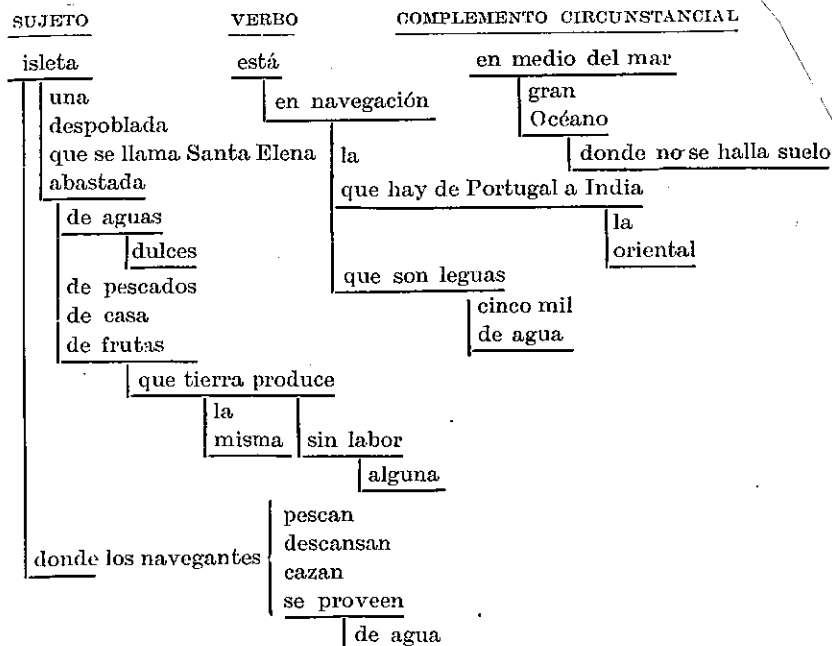 SUJETO VERBO COMPLEMENTO CIRCUNSTANCIAL
isleta está en medio del mar
una en navegación gran
despoblada Océano
que se llama Santa Elena la donde no se halla suelo
abastada que hay de Portugal a India
de aguas la
dulces oriental
de pescados que son leguas
de casa cinco mil
de frutas de agua
que tierra produce
la
misma sin labor
alguna
pescan
descansan
donde los navegantes
cazan
se proveen
de agua